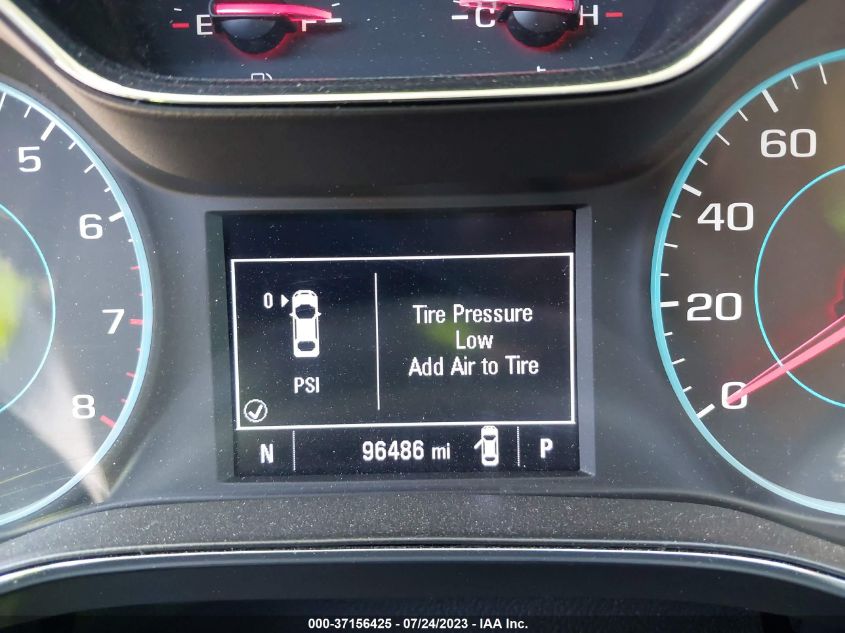 E F C H
5
6
7
8
60
40
20
0
0
PSI
Tire Pressure
Low
Add Air to Tire
N 96486 mi P
000-37156425 - 07/24/2023 - IAA, Inc.